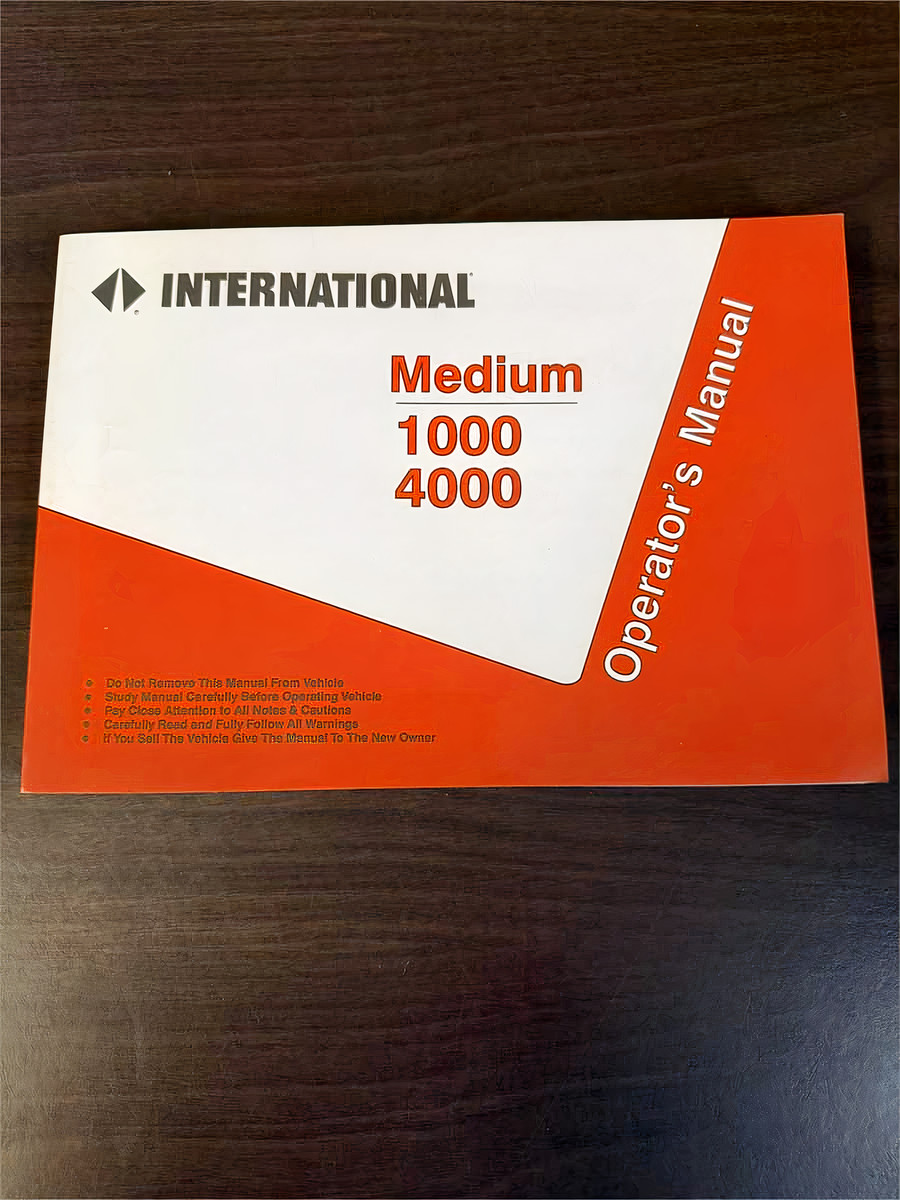 INTERNATIONAL®
Medium
1000
4000
Operator's Manual
• Do Not Remove This Manual From Vehicle
• Study Manual Carefully Before Operating Vehicle
• Pay Close Attention to All Notes & Cautions
• Carefully Read and Fully Follow All Warnings
• If You Sell The Vehicle Give The Manual To The New Owner